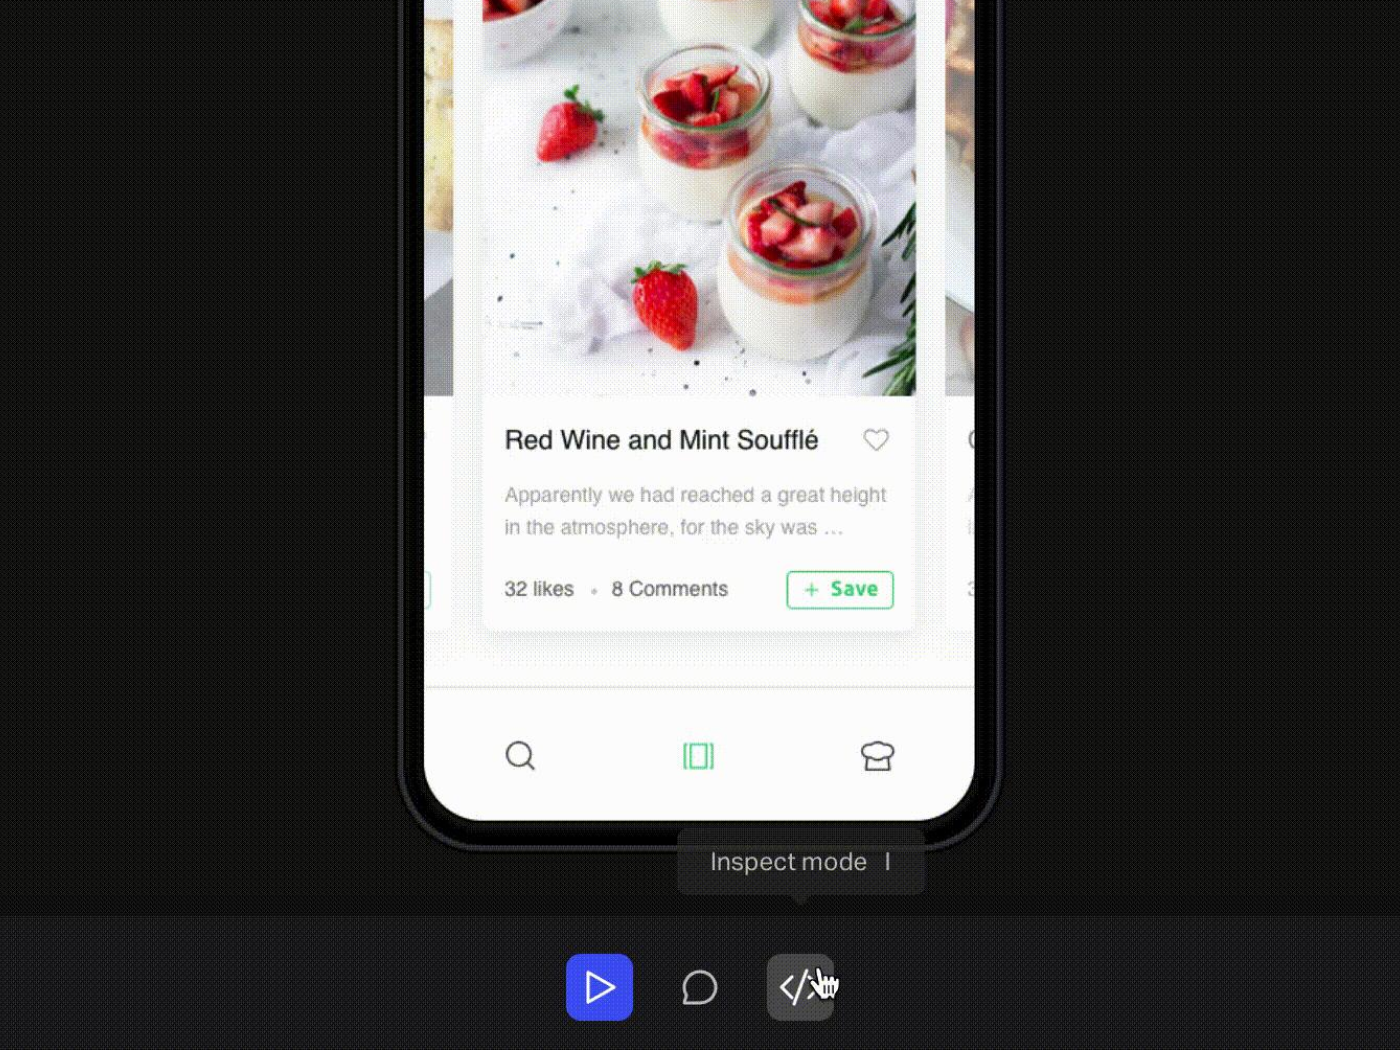 Red Wine and Mint Soufflé
Apparently we had reached a great height
in the atmosphere, for the sky was ...
32 likes • 8 Comments
+ Save
Inspect mode I